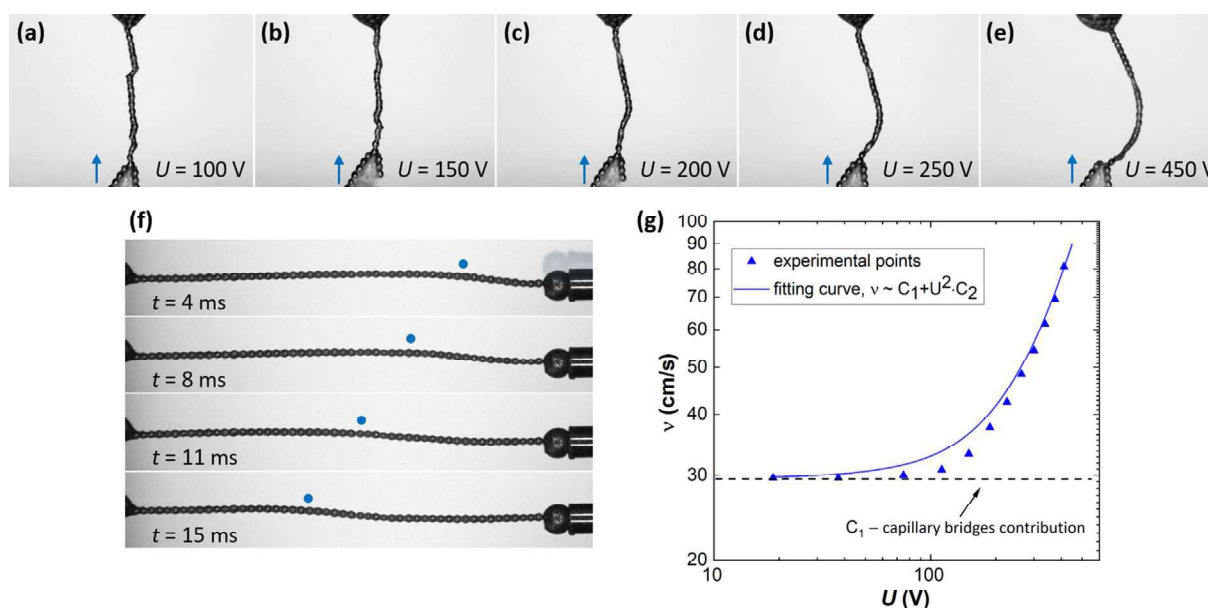 (a)
U = 100 V
(b)
U = 150 V
(c)
U = 200 V
(d)
U = 250 V
(e)
U = 450 V
(f)
t = 4 ms
t = 8 ms
t = 11 ms
t = 15 ms
(g)
100
90
80
70
60
50
40
30
20
ν (cm/s)
experimental points
fitting curve, ν ~ C₁+U²·C₂
C₁ – capillary bridges contribution
10
100
U (V)